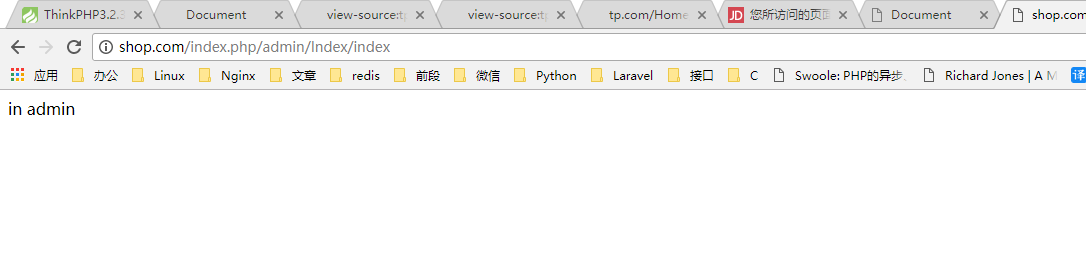 ThinkPHP3.2.3 Document view-source:tp view-source:tp tp.com/Home 您所访问的页面 Document shop.com
shop.com/index.php/admin/Index/index
应用 办公 Linux Nginx 文章 redis 前段 微信 Python Laravel 接口 C Swoole: PHP的异步、 Richard Jones | A M 译
in admin